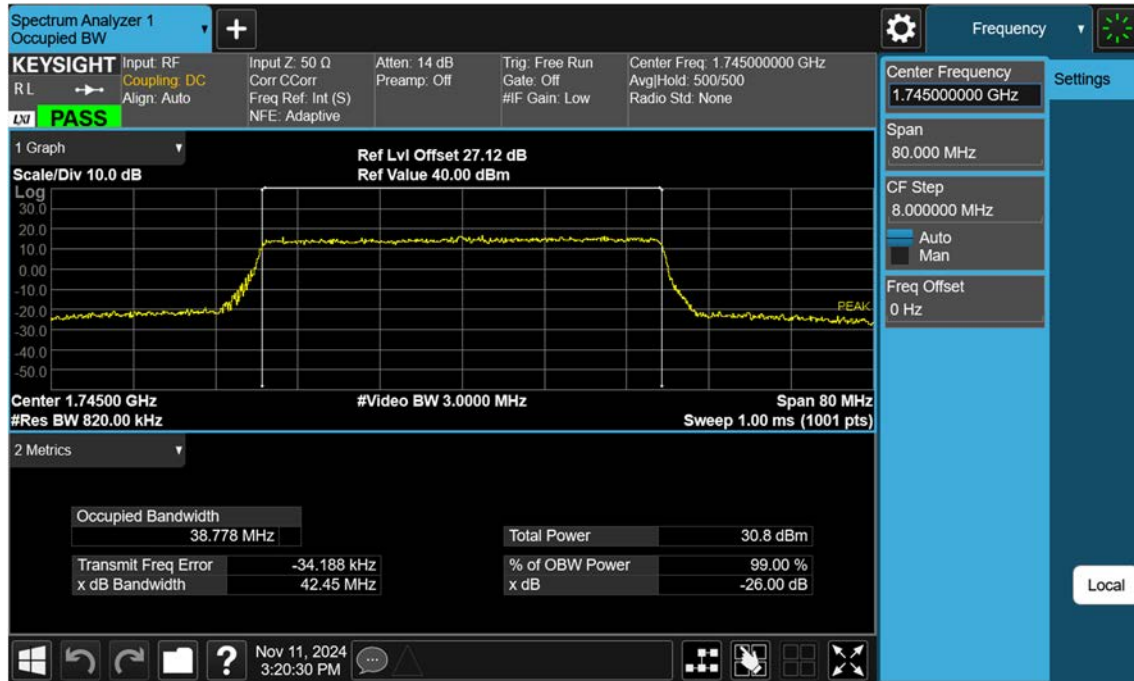 Spectrum Analyzer 1
Occupied BW
Frequency
KEYSIGHT
R L
LXI
PASS
Input: RF
Coupling: DC
Align: Auto
Input Z: 50 Ω
Corr CCorr
Freq Ref: Int (S)
NFE: Adaptive
Atten: 14 dB
Preamp: Off
Trig: Free Run
Gate: Off
#IF Gain: Low
Center Freq: 1.745000000 GHz
Avg|Hold: 500/500
Radio Std: None
Center Frequency
1.745000000 GHz
Settings
Span
80.000 MHz
CF Step
8.000000 MHz
Auto
Man
Freq Offset
0 Hz
Local
1 Graph
Scale/Div 10.0 dB
Ref Lvl Offset 27.12 dB
Ref Value 40.00 dBm
Log
30.0
20.0
10.0
0.00
-10.0
-20.0
-30.0
-40.0
-50.0
PEAK
Center 1.74500 GHz
#Video BW 3.0000 MHz
Span 80 MHz
#Res BW 820.00 kHz
Sweep 1.00 ms (1001 pts)
2 Metrics
Occupied Bandwidth
38.778 MHz
Total Power 30.8 dBm
Transmit Freq Error -34.188 kHz
% of OBW Power 99.00 %
x dB Bandwidth 42.45 MHz
x dB -26.00 dB
?
Nov 11, 2024
3:20:30 PM